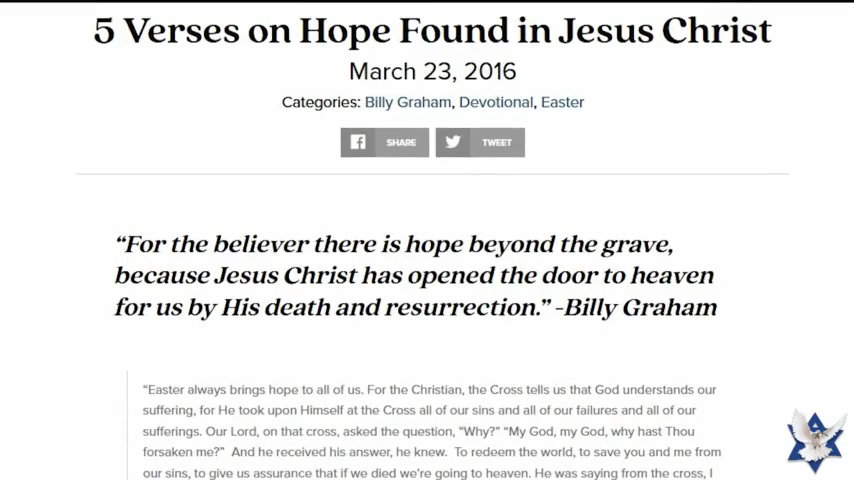 5 Verses on Hope Found in Jesus Christ
March 23, 2016
Categories: Billy Graham, Devotional, Easter
SHARE TWEET
“For the believer there is hope beyond the grave,
because Jesus Christ has opened the door to heaven
for us by His death and resurrection.” -Billy Graham
“Easter always brings hope to all of us. For the Christian, the Cross tells us that God understands our
suffering, for He took upon Himself at the Cross all of our sins and all of our failures and all of our
sufferings. Our Lord, on that cross, asked the question, “Why?” “My God, my God, why hast Thou
forsaken me?”  And he received his answer, he knew.  To redeem the world, to save you and me from
our sins, to give us assurance that if we died we’re going to heaven. He was saying from the cross, I